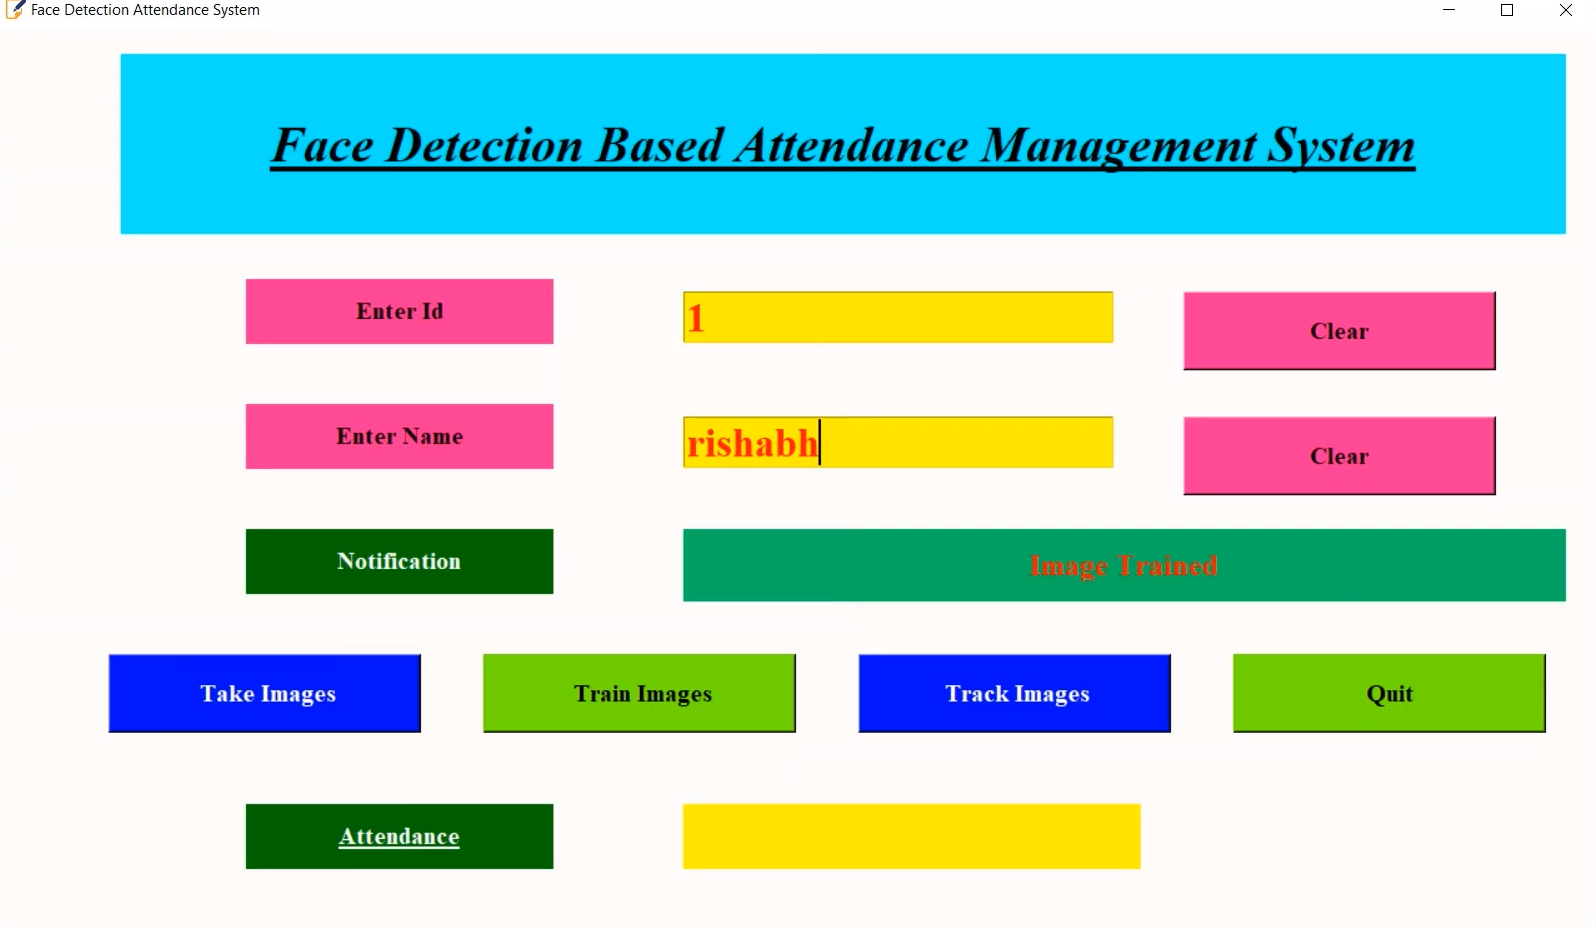 Face Detection Attendance System
Face Detection Based Attendance Management System
Enter Id
1
Clear
Enter Name
rishabh
Clear
Notification
Image Trained
Take Images
Train Images
Track Images
Quit
Attendance